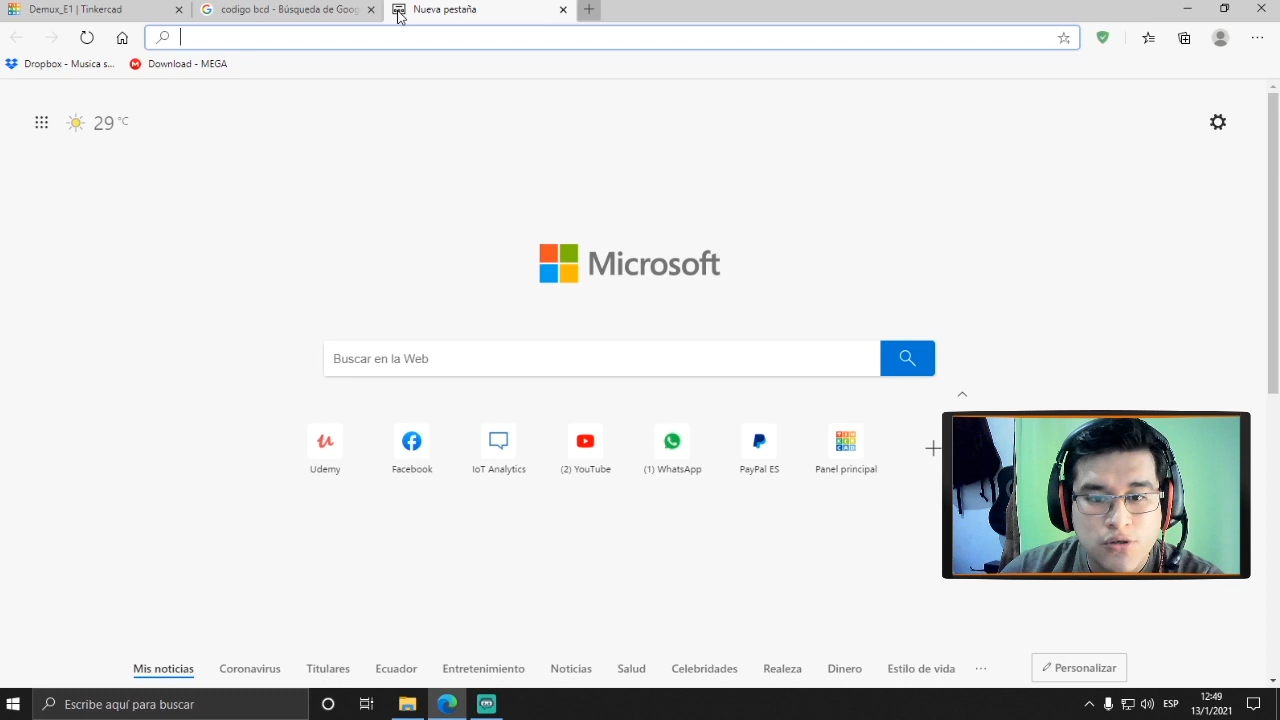 Demux_E1 | Tinkercad
codigo bcd - Búsqueda de Goog
Nueva pestaña
Dropbox - Musica s...
Download - MEGA
29 °C
Microsoft
Buscar en la Web
Udemy
Facebook
IoT Analytics
(2) YouTube
(1) WhatsApp
PayPal ES
Panel principal
Mis noticias
Coronavirus
Titulares
Ecuador
Entretenimiento
Noticias
Salud
Celebridades
Realeza
Dinero
Estilo de vida
...
Personalizar
Escribe aquí para buscar
ESP
12:49
13/1/2021